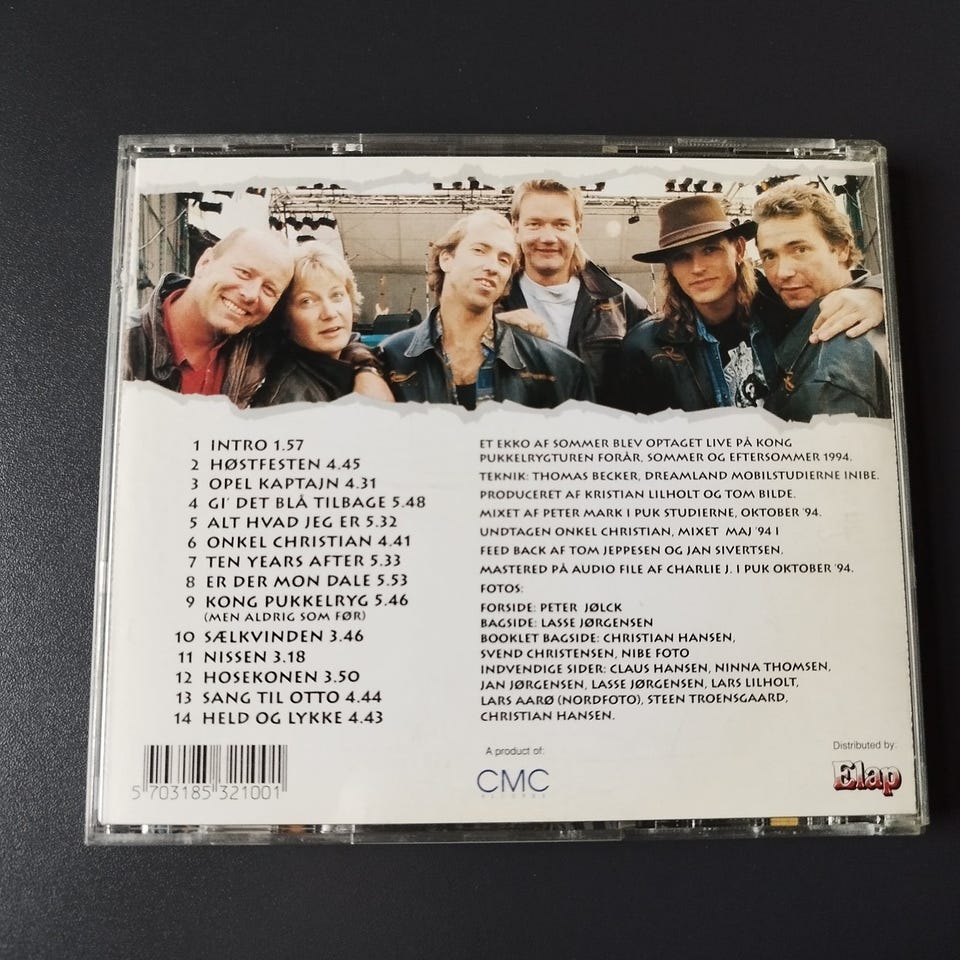 1 INTRO 1.57
2 HØSTFESTEN 4.45
3 OPEL KAPTAJN 4.31
4 GI' DET BLÅ TILBAGE 5.48
5 ALT HVAD JEG ER 5.32
6 ONKEL CHRISTIAN 4.41
7 TEN YEARS AFTER 5.33
8 ER DER MON DALE 5.53
9 KONG PUKKELRYG 5.46
(MEN ALDRIG SOM FØR)
10 SÆLKVINDEN 3.46
11 NISSEN 3.18
12 HOSEKONEN 3.50
13 SANG TIL OTTO 4.44
14 HELD OG LYKKE 4.43
ET EKKO AF SOMMER BLEV OPTAGET LIVE PÅ KONG
PUKKELRYGTUREN FORÅR, SOMMER OG EFTERSOMMER 1994.
TEKNIK: THOMAS BECKER, DREAMLAND MOBILSTUDIERNE INIBE.
PRODUCERET AF KRISTIAN LILHOLT OG TOM BILDE.
MIXET AF PETER MARK I PUK STUDIERNE, OKTOBER '94.
UNDTAGEN ONKEL CHRISTIAN, MIXET MAJ '94 I
FEED BACK AF TOM JEPPESEN OG JAN SIVERTSEN,
MASTERED PÅ AUDIO FILE AF CHARLIE J. I PUK OKTOBER '94.
FOTOS:
FORSIDE: PETER JØLCK
BAGSIDE: LASSE JØRGENSEN
BOOKLET BAGSIDE: CHRISTIAN HANSEN,
SVEND CHRISTENSEN, NIBE FOTO
INDVENDIGE SIDER: CLAUS HANSEN, NINNA THOMSEN,
JAN JØRGENSEN, LASSE JØRGENSEN, LARS LILHOLT,
LARS AARØ (NORDFOTO), STEEN TROENSGAARD,
CHRISTIAN HANSEN.
5 703185 321001
A product of:
CMC
RECORDS
Distributed by:
Elap